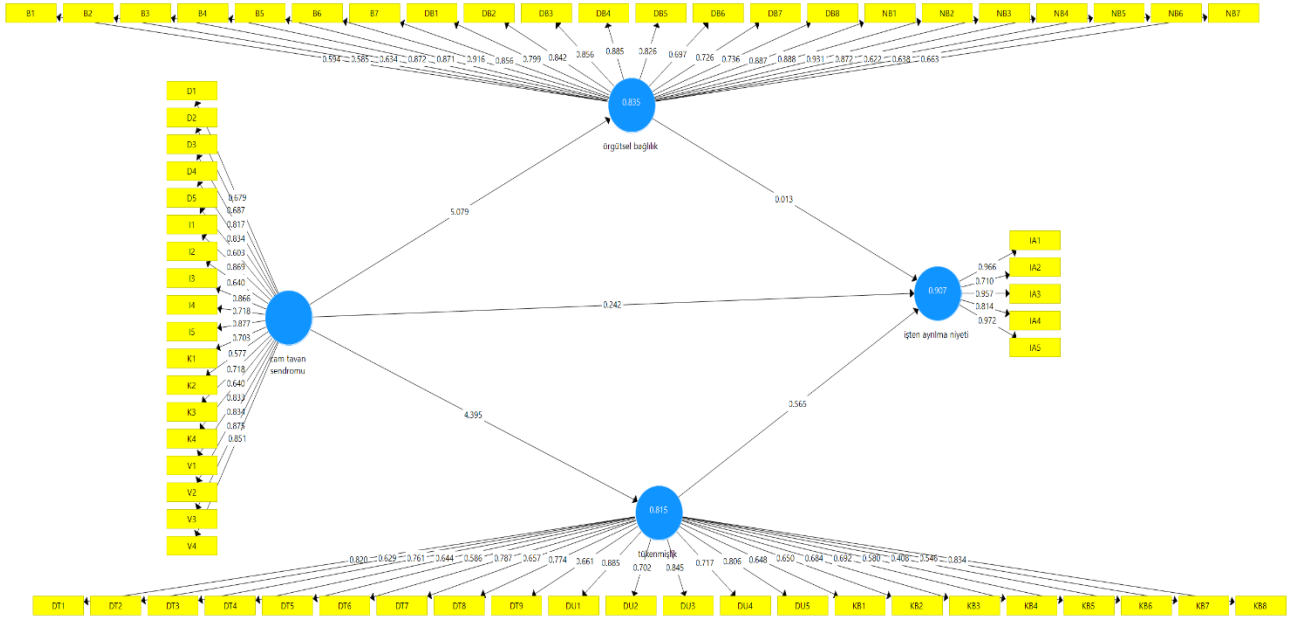 B1 B2 B3 B4 B5 B6 B7 DB1 DB2 DB3 DB4 DB5 DB6 DB7 DB8 NB1 NB2 NB3 NB4 NB5 NB6 NB7
0.594 0.585 0.634 0.872 0.871 0.916 0.856 0.799 0.842 0.856 0.885 0.826 0.697 0.726 0.736 0.887 0.888 0.931 0.872 0.622 0.638 0.663
0.835
örgütsel bağlılık
D1
D2
D3
D4
D5
I1
I2
I3
I4
I5
K1
K2
K3
K4
V1
V2
V3
V4
0.679
0.687
0.817
0.834
0.603
0.869
0.640
0.866
0.718
0.877
0.703
0.577
0.718
0.640
0.833
0.834
0.875
0.851
cam tavan
sendromu
5.079
0.013
0.242
4.395
0.565
0.907
işten ayrılma niyeti
0.966
0.710
0.957
0.814
0.972
IA1
IA2
IA3
IA4
IA5
0.815
tükenmişlik
0.820 0.629 0.761 0.644 0.586 0.787 0.657 0.774 0.661 0.885 0.702 0.845 0.717 0.806 0.648 0.650 0.684 0.692 0.580 0.408 0.546 0.834
DT1 DT2 DT3 DT4 DT5 DT6 DT7 DT8 DT9 DU1 DU2 DU3 DU4 DU5 KB1 KB2 KB3 KB4 KB5 KB6 KB7 KB8